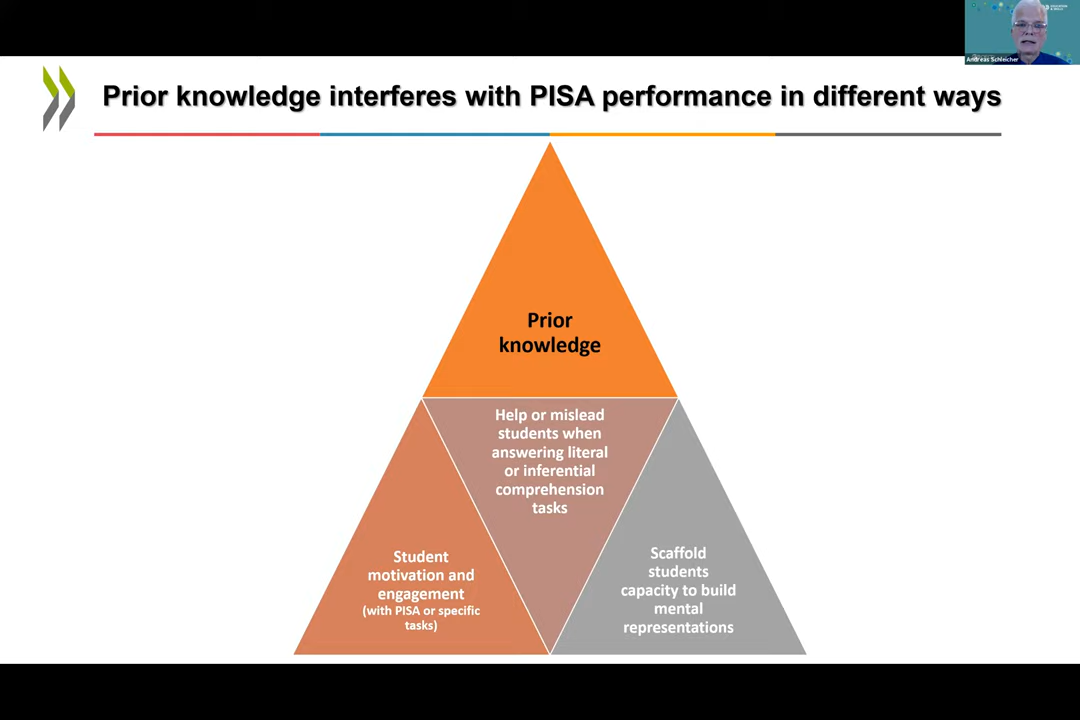 EDUCATION
& SKILLS
Andreas Schleicher
Prior knowledge interferes with PISA performance in different ways
Prior
knowledge
Help or mislead
students when
answering literal
or inferential
comprehension
tasks
Student
motivation and
engagement
(with PISA or specific
tasks)
Scaffold
students
capacity to build
mental
representations